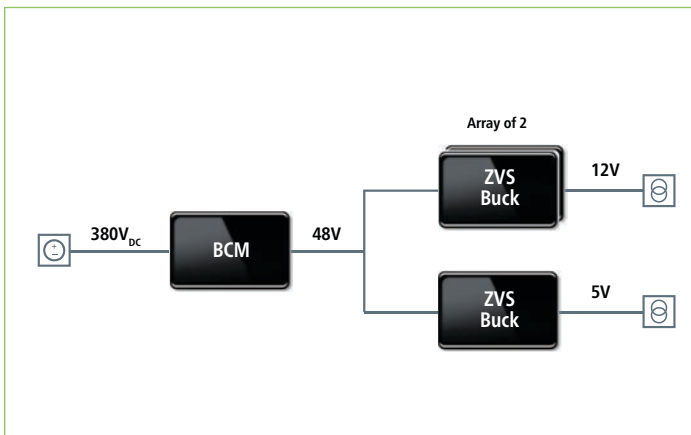 Array of 2
ZVS
Buck
12V
380V_DC
BCM
48V
ZVS
Buck
5V